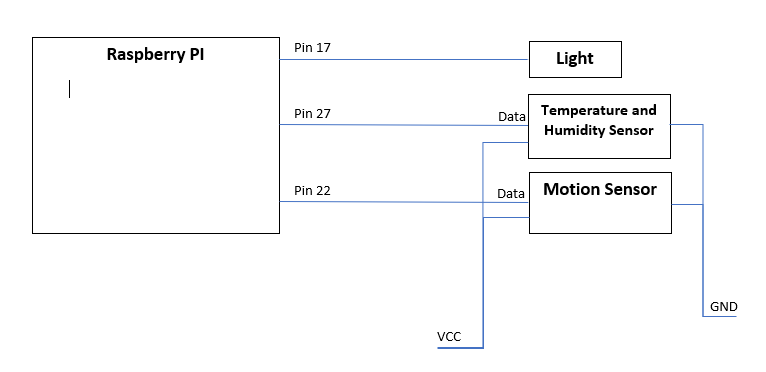 Raspberry PI
Pin 17
Light
Pin 27
Data
Temperature and
Humidity Sensor
Pin 22
Data
Motion Sensor
GND
VCC